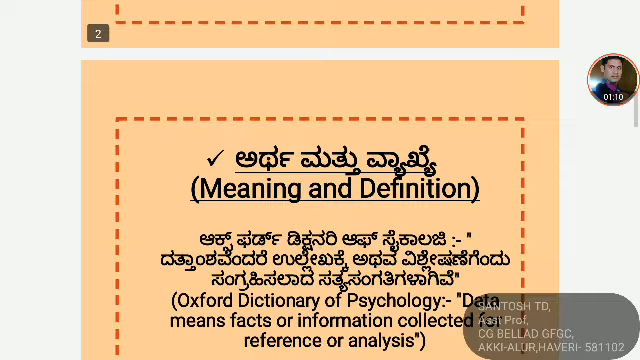 2
01:10
✓ ಅರ್ಥ ಮತ್ತು ವ್ಯಾಖ್ಯೆ
(Meaning and Definition)
ಆಕ್ಸ್ ಫರ್ಡ್ ಡಿಕ್ಷನರಿ ಆಫ್ ಸೈಕಾಲಜಿ :- "
ದತ್ತಾಂಶವೆಂದರೆ ಉಲ್ಲೇಖಕ್ಕೆ ಅಥವ ವಿಶ್ಲೇಷಣೆಗೆಂದು
ಸಂಗ್ರಹಿಸಲಾದ ಸತ್ಯಸಂಗತಿಗಳಾಗಿವೆ"
(Oxford Dictionary of Psychology:- "Data
means facts or information collected for
reference or analysis")
SANTOSH TD,
Asst Prof,
CG BELLAD GFGC,
AKKI-ALUR,HAVERI- 581102